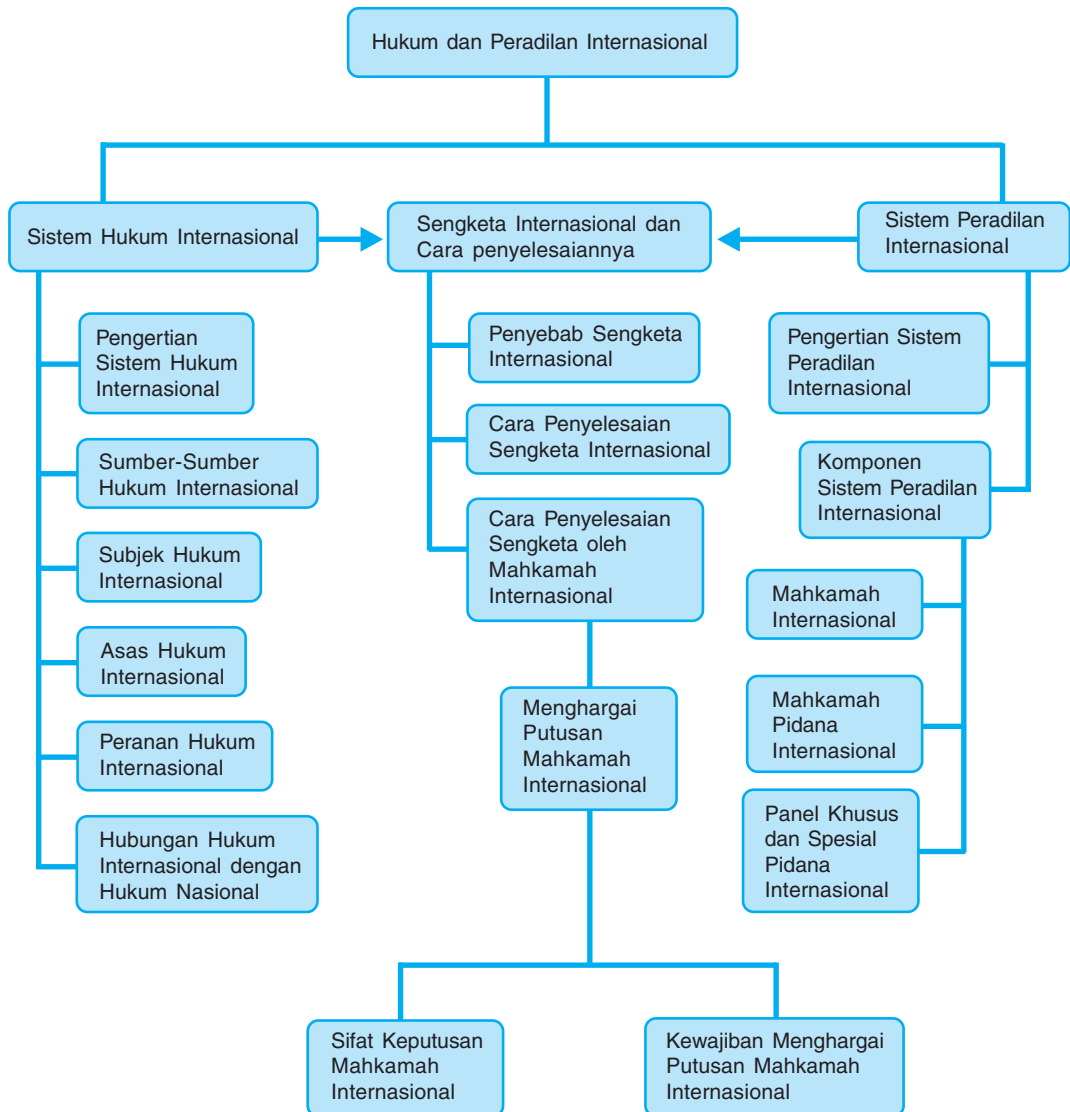 Hukum dan Peradilan Internasional
Sistem Hukum Internasional
Sengketa Internasional dan
Cara penyelesaiannya
Sistem Peradilan
Internasional
Pengertian
Sistem Hukum
Internasional
Sumber-Sumber
Hukum Internasional
Subjek Hukum
Internasional
Asas Hukum
Internasional
Peranan Hukum
Internasional
Hubungan Hukum
Internasional dengan
Hukum Nasional
Penyebab Sengketa
Internasional
Cara Penyelesaian
Sengketa Internasional
Cara Penyelesaian
Sengketa oleh
Mahkamah
Internasional
Menghargai
Putusan
Mahkamah
Internasional
Sifat Keputusan
Mahkamah
Internasional
Kewajiban Menghargai
Putusan Mahkamah
Internasional
Pengertian Sistem
Peradilan
Internasional
Komponen
Sistem Peradilan
Internasional
Mahkamah
Internasional
Mahkamah
Pidana
Internasional
Panel Khusus
dan Spesial
Pidana
Internasional